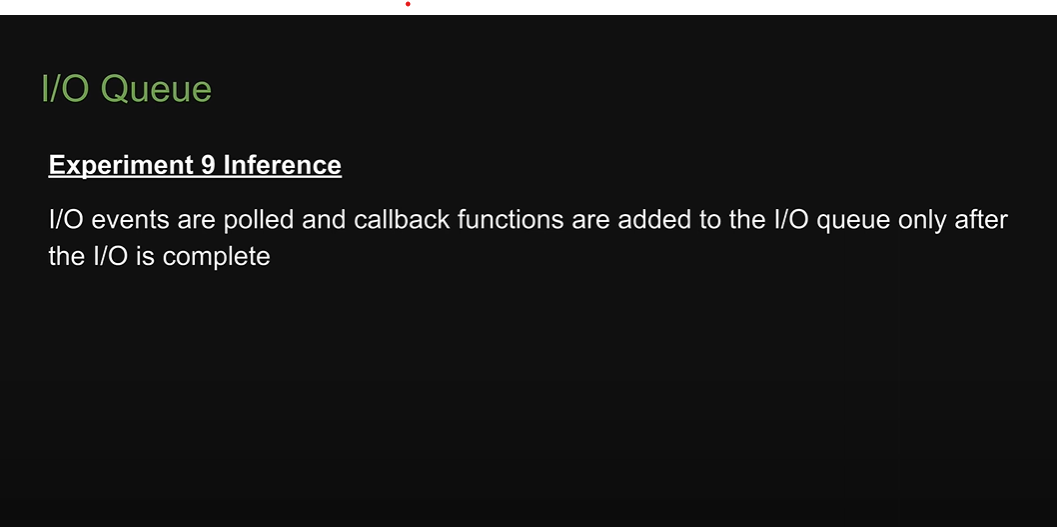 I/O Queue
Experiment 9 Inference
I/O events are polled and callback functions are added to the I/O queue only after
the I/O is complete